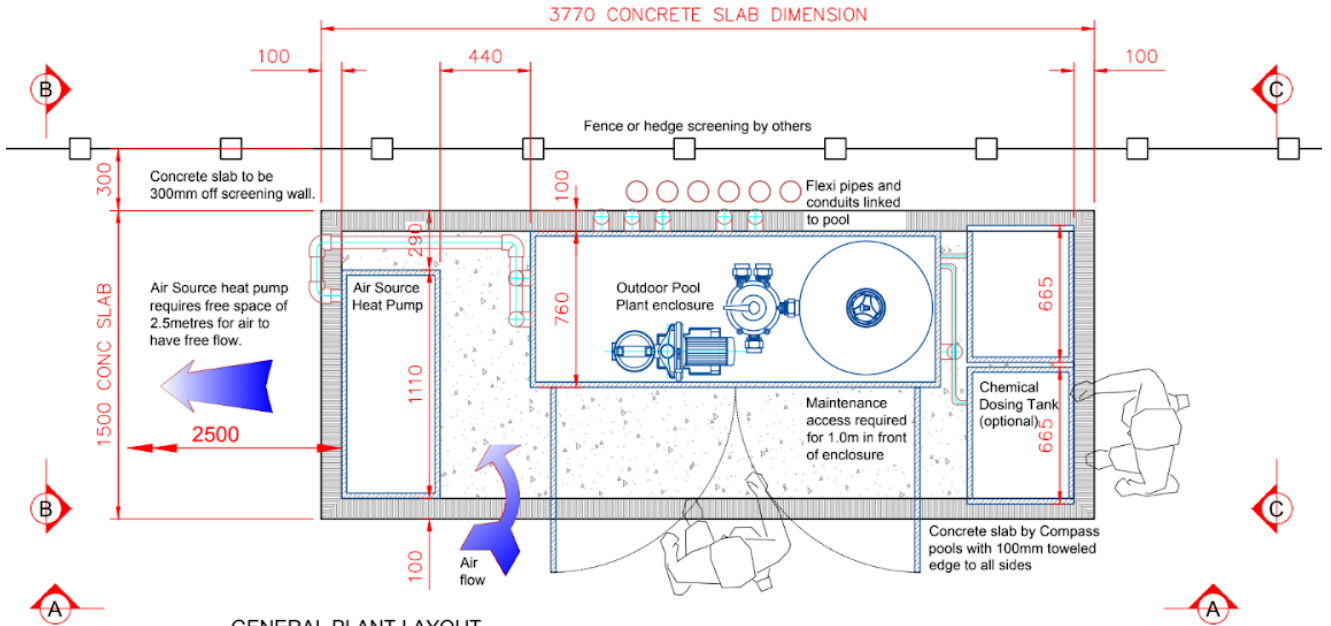 3770 CONCRETE SLAB DIMENSION
100
440
100
B
C
Fence or hedge screening by others
300
Concrete slab to be
300mm off screening wall.
100
Flexi pipes and
conduits linked
to pool
290
Air Source heat pump
requires free space of
2.5metres for air to
have free flow.
Air Source
Heat Pump
Outdoor Pool
Plant enclosure
760
665
1500 CONC SLAB
1110
2500
Maintenance
access required
for 1.0m in front
of enclosure
Chemical
Dosing Tank
(optional)
665
B
C
Air
flow
100
Concrete slab by Compass
pools with 100mm toweled
edge to all sides
A
A
GENERAL PLANT LAYOUT